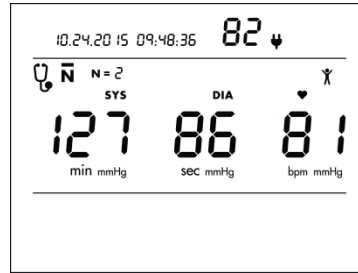 10.24.2015 09:48:36 82
N N = 2
SYS DIA
127 86 81
min mmHg sec mmHg bpm mmHg